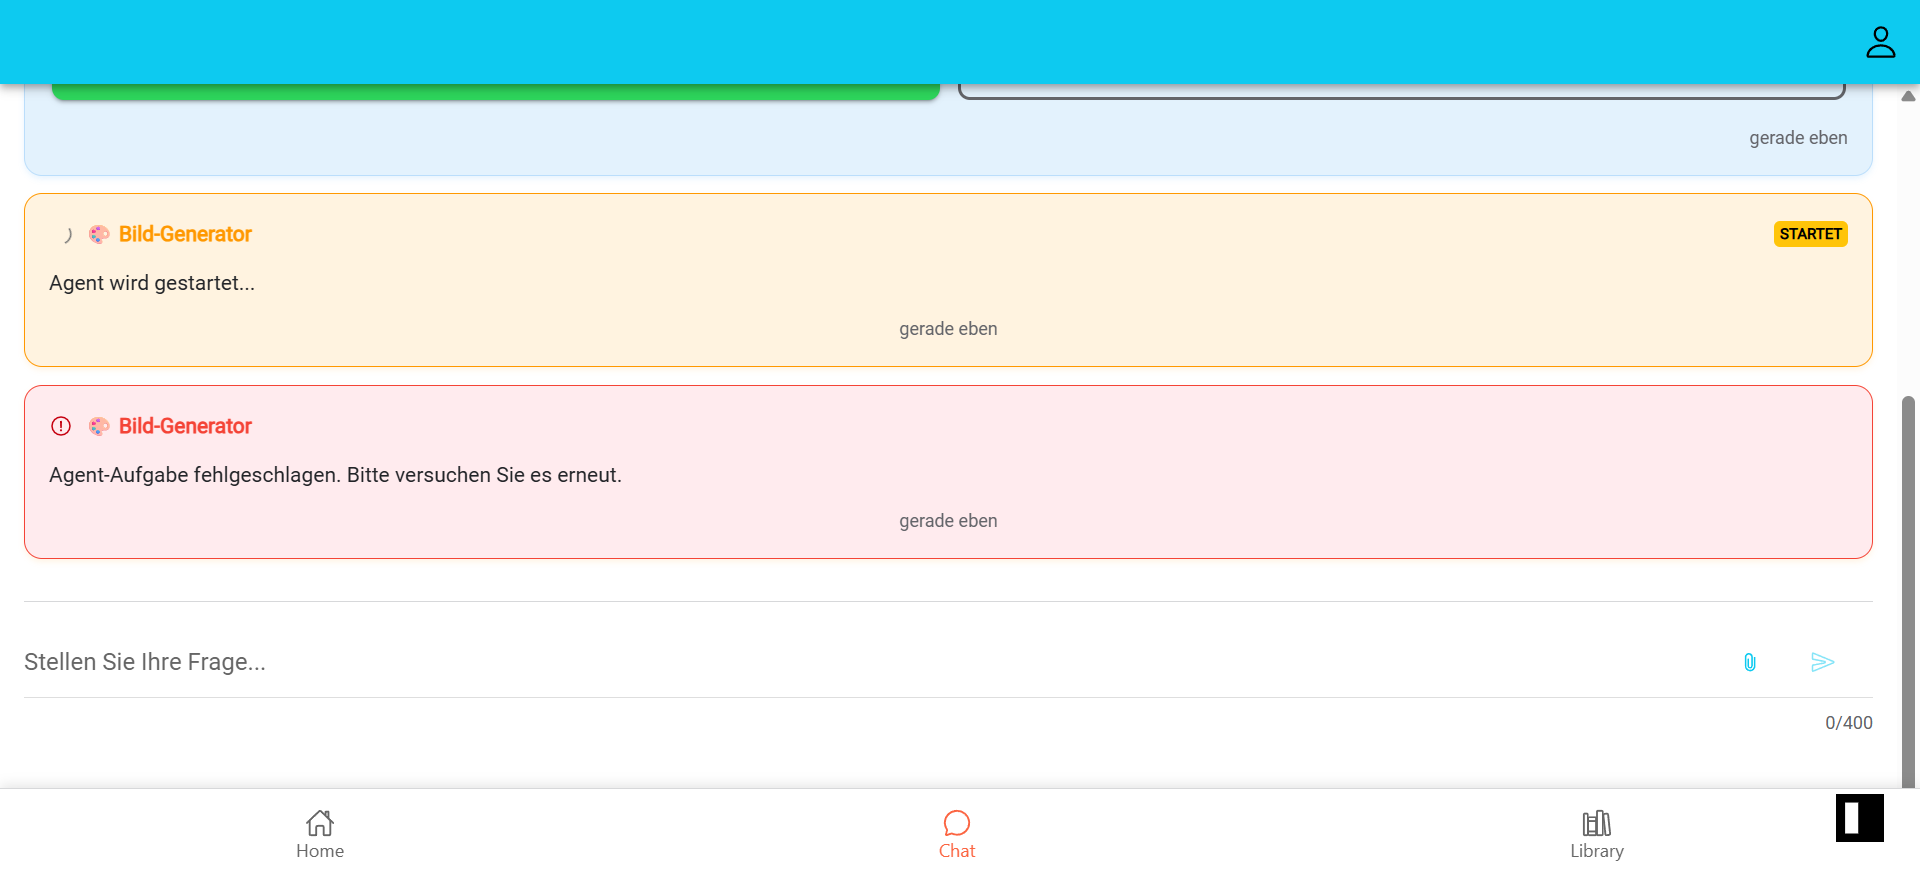 gerade eben
Bild-Generator
STARTET
Agent wird gestartet...
gerade eben
Bild-Generator
Agent-Aufgabe fehlgeschlagen. Bitte versuchen Sie es erneut.
gerade eben
Stellen Sie Ihre Frage...
0/400
Home
Chat
Library